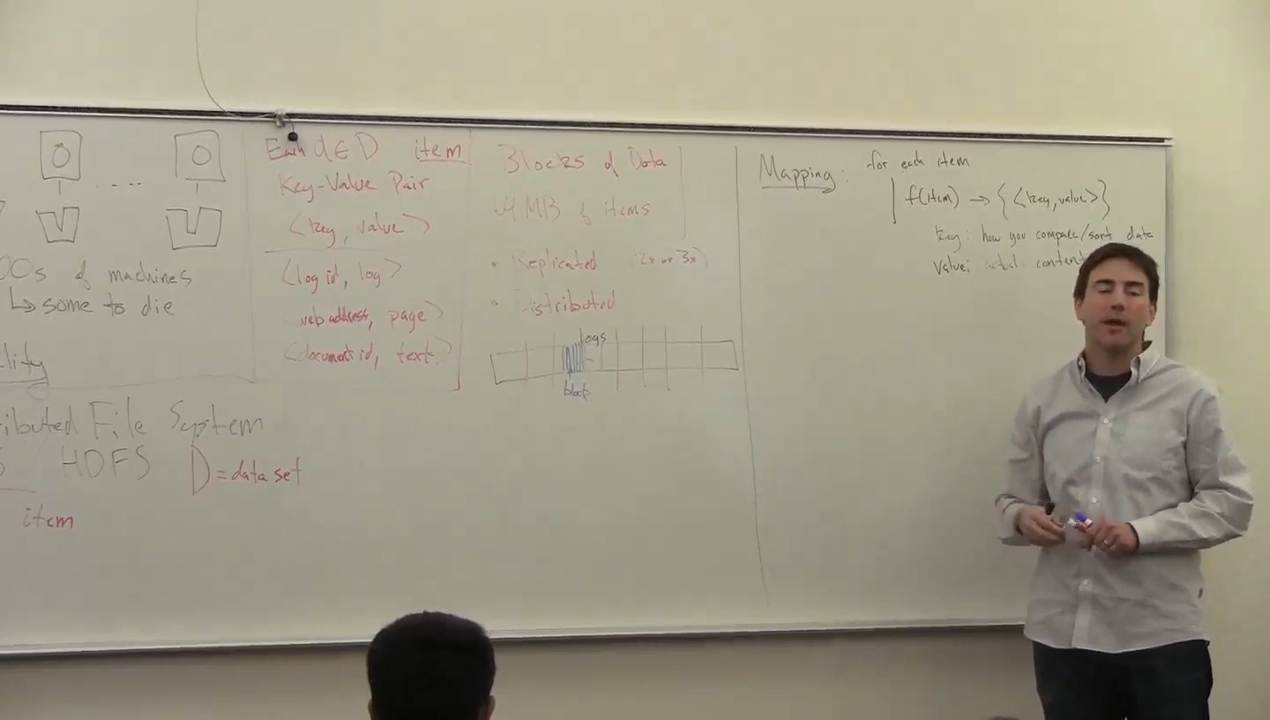 00s of machines
↳ some to die
lity
ributed File System
HDFS D = data set
item
Each d ∈ D item
Key-Value Pair
<key, value>
<log id, log>
web address, page>
<document id, text>
Blocks of Data
MB of items
• Replicated (2x or 3x)
• Distributed
logs
block
Mapping: for each item
f(item) → {<key, value>}
key: how you compare/sort data
value: actual content